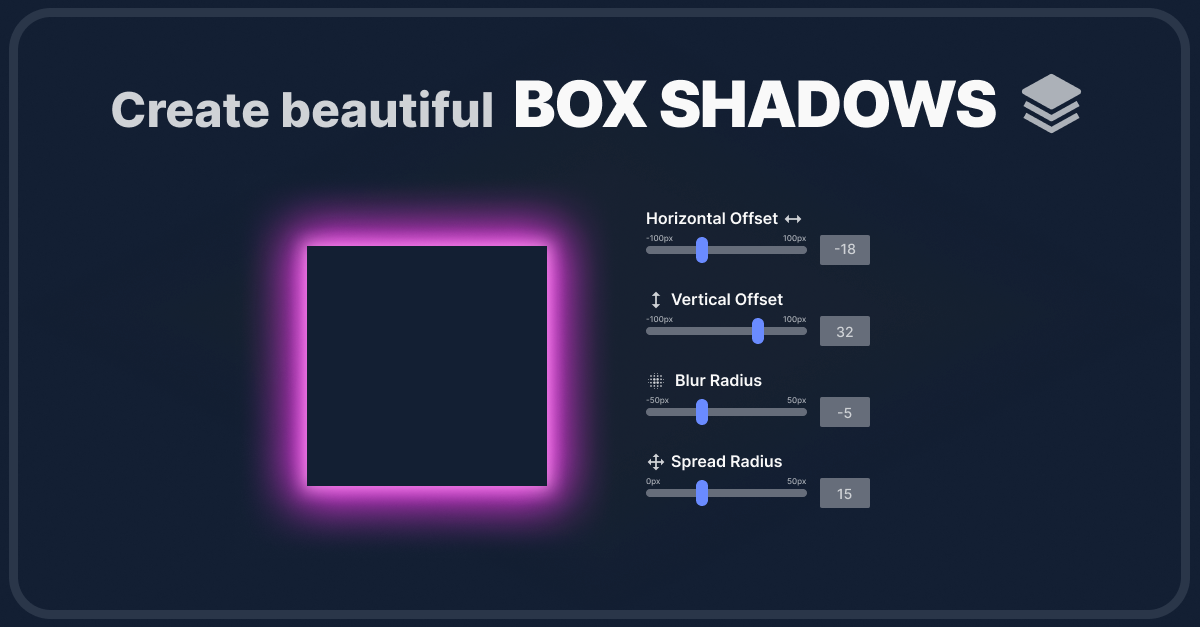 Create beautiful BOX SHADOWS
Horizontal Offset
-100px 100px
-18
Vertical Offset
-100px 100px
32
Blur Radius
-50px 50px
-5
Spread Radius
0px 50px
15